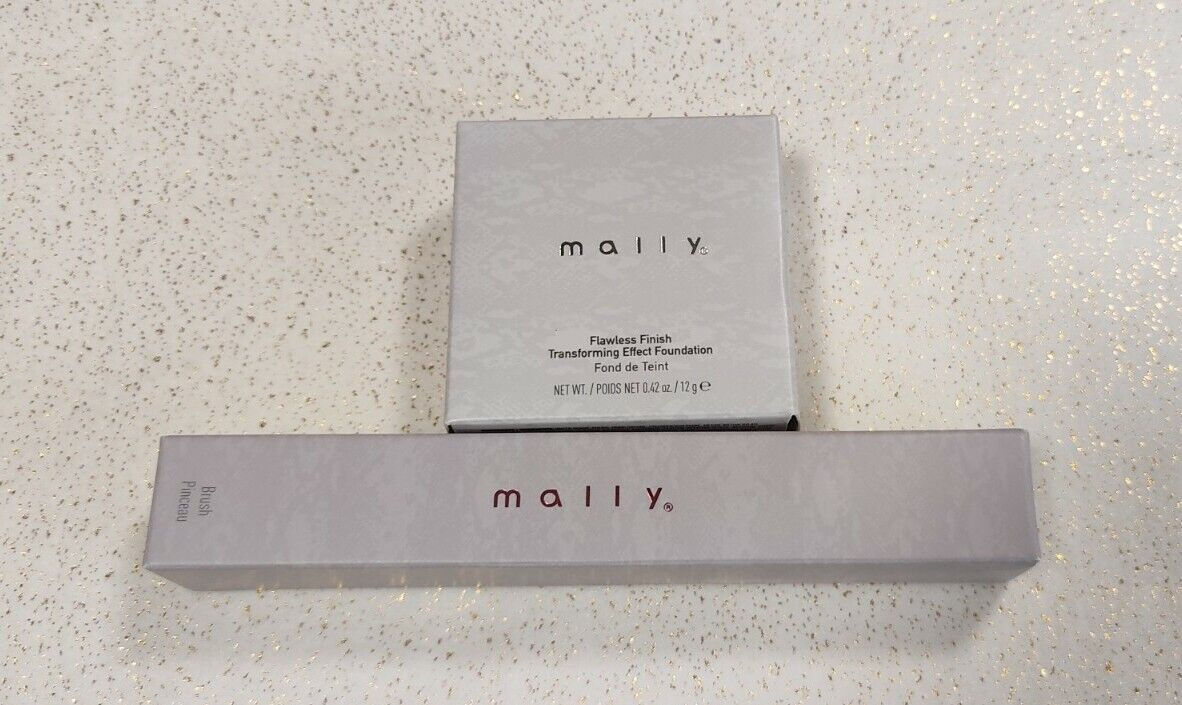 mally®
Flawless Finish
Transforming Effect Foundation
Fond de Teint
NET WT. / POIDS NET 0.42 oz. / 12 g ℮
Brush
Pinceau
mally®